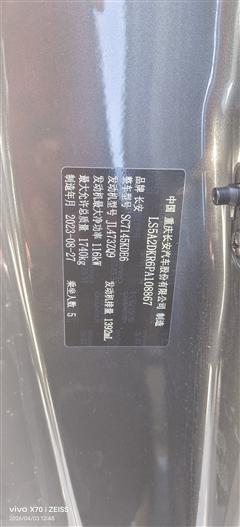 中国 重庆长安汽车股份有限公司 制造
LS5A2DKR6PA108867
品牌 长安
整车型号 SC7145KDE6
发动机型号 JL473ZQ9 发动机排量 1392mL
发动机最大净功率 116kW
最大允许总质量 1740kg
制造年月 2023-08-27 乘坐人数 5
vivo X70 | ZEISS
2026/04/03 12:48